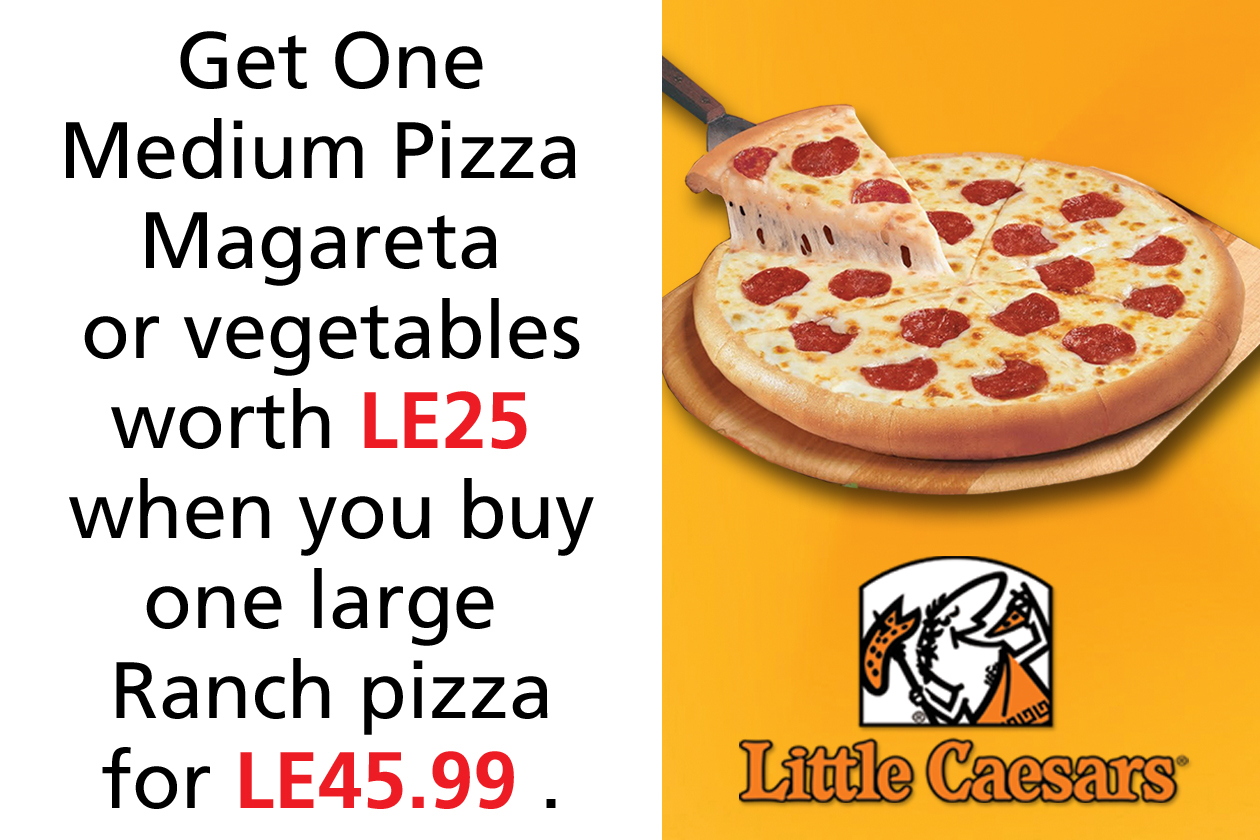 Get One
Medium Pizza
Magareta
or vegetables
worth LE25
when you buy
one large
Ranch pizza
for LE45.99 .
Little Caesars®